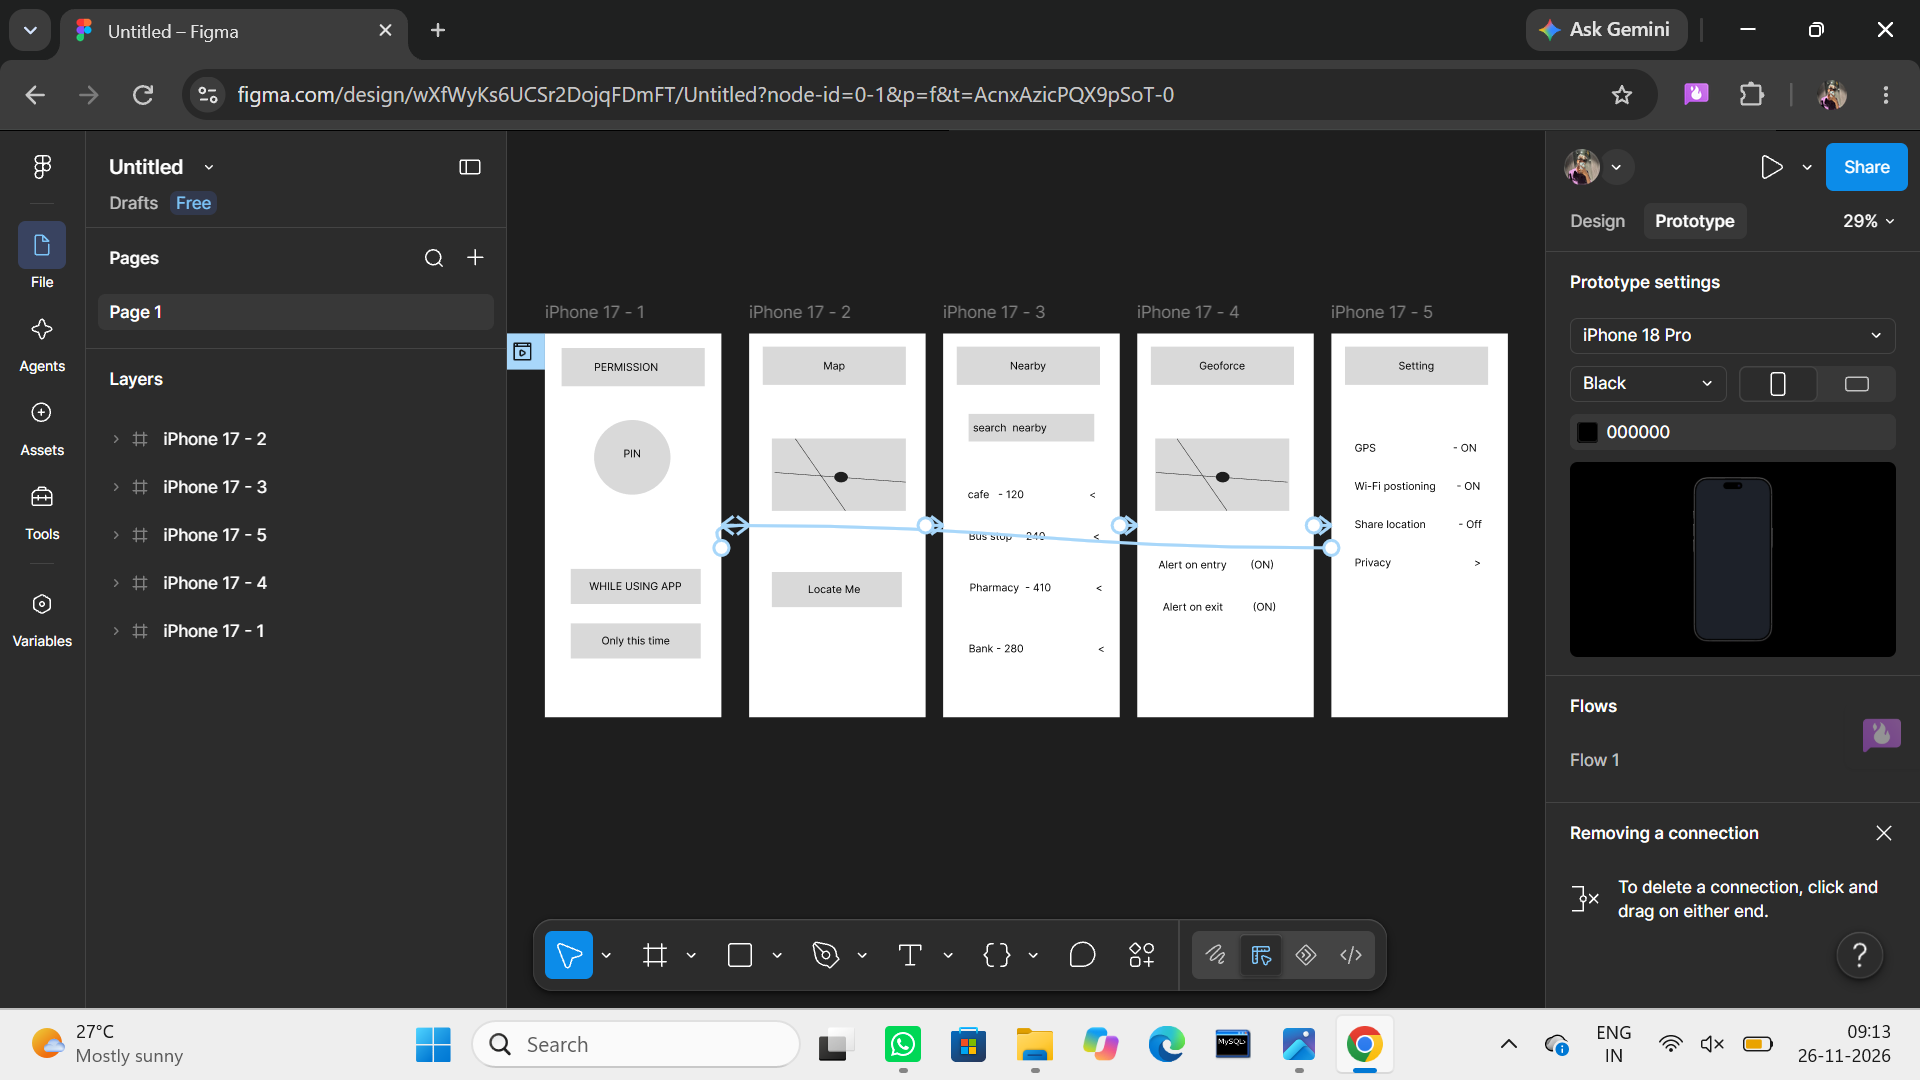 Untitled – Figma
Ask Gemini
figma.com/design/wXfWyKs6UCSr2DojqFDmFT/Untitled?node-id=0-1&p=f&t=AcnxAzicPQX9pSoT-0
Untitled
Drafts Free
File
Pages
Page 1
Agents
Layers
Assets
iPhone 17 - 2
iPhone 17 - 3
Tools
iPhone 17 - 5
iPhone 17 - 4
Variables
iPhone 17 - 1
iPhone 17 - 1
PERMISSION
PIN
WHILE USING APP
Only this time
iPhone 17 - 2
Map
Locate Me
iPhone 17 - 3
Nearby
search nearby
cafe - 120 <
Bus stop - 240 <
Pharmacy - 410 <
Bank - 280 <
iPhone 17 - 4
Geoforce
Alert on entry (ON)
Alert on exit (ON)
iPhone 17 - 5
Setting
GPS - ON
Wi-Fi postioning - ON
Share location - Off
Privacy >
Share
Design Prototype 29%
Prototype settings
iPhone 18 Pro
Black
000000
Flows
Flow 1
Removing a connection
To delete a connection, click and
drag on either end.
?
27°C
Mostly sunny
Search
MySQL
ENG
IN
09:13
26-11-2026